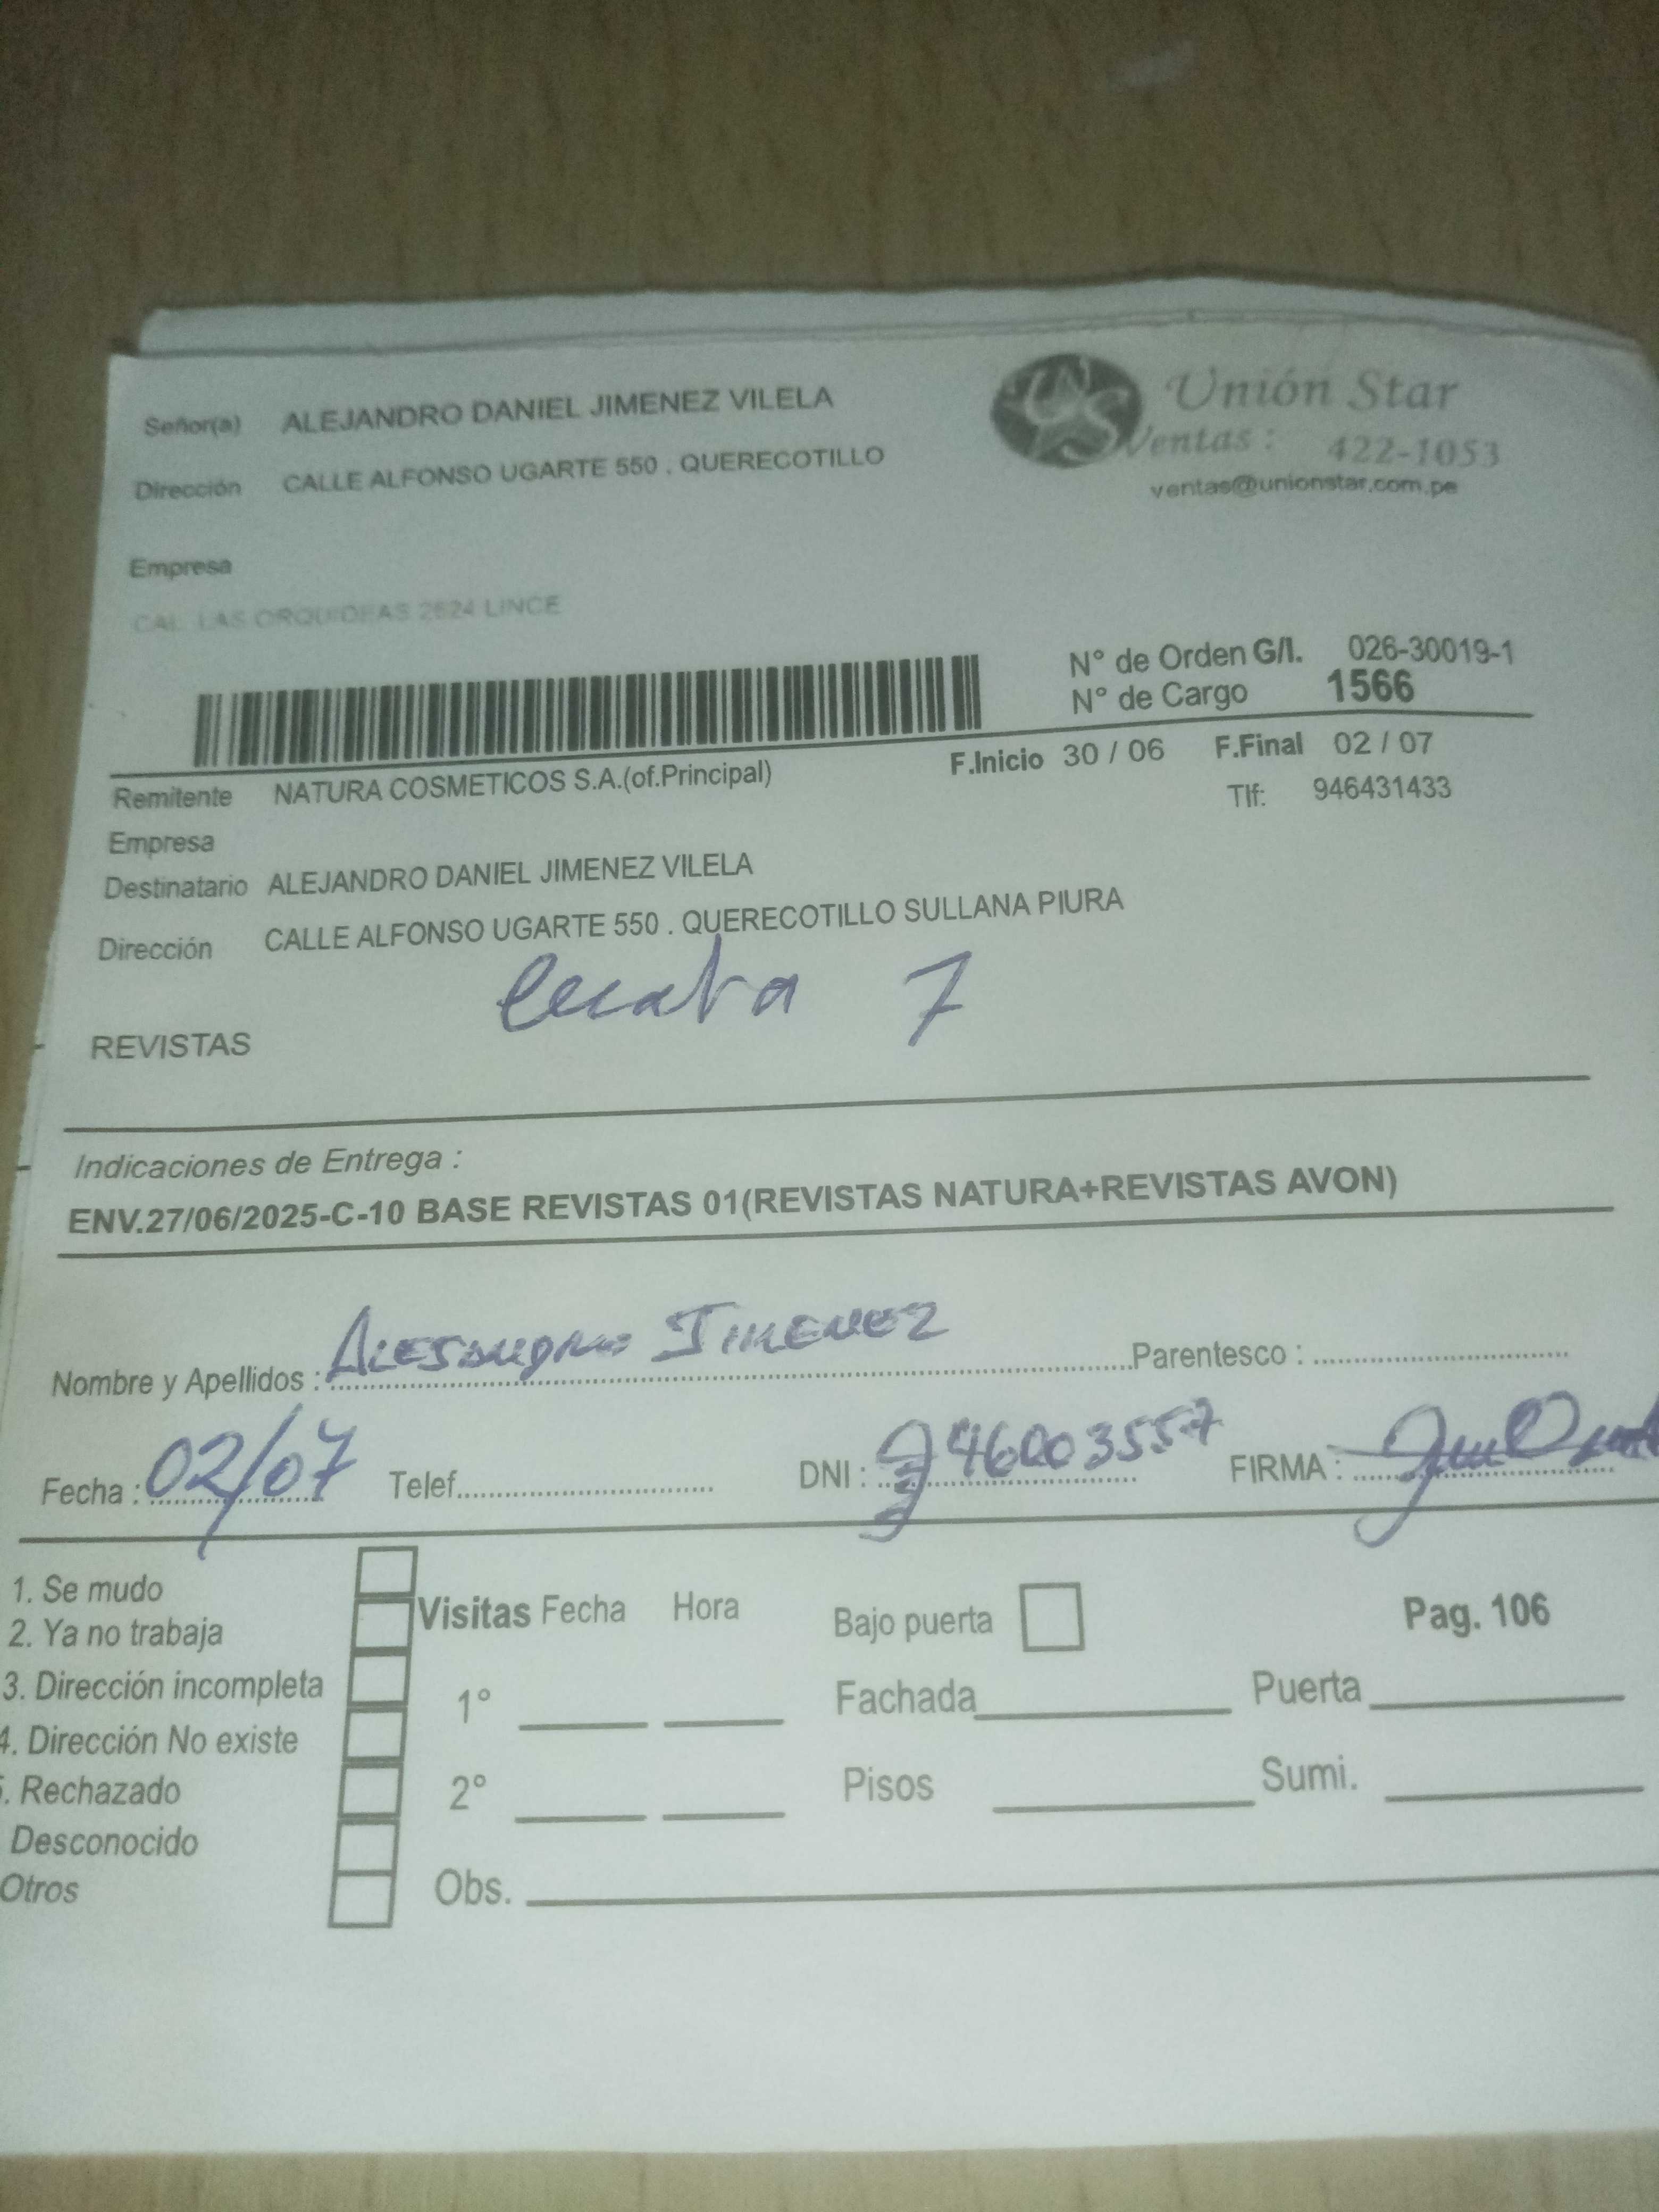 Señor(a) ALEJANDRO DANIEL JIMENEZ VILELA
Dirección CALLE ALFONSO UGARTE 550 . QUERECOTILLO
Unión Star
Ventas : 422-1053
ventas@unionstar.com.pe
Empresa
CAL. LAS ORQUIDEAS 2624 LINCE
N° de Orden G/I. 026-30019-1
N° de Cargo 1566
Remitente NATURA COSMETICOS S.A.(of.Principal) F.Inicio 30 / 06 F.Final 02 / 07
Tlf: 946431433
Empresa
Destinatario ALEJANDRO DANIEL JIMENEZ VILELA
Dirección CALLE ALFONSO UGARTE 550 . QUERECOTILLO SULLANA PIURA
7
REVISTAS
Indicaciones de Entrega :
ENV.27/06/2025-C-10 BASE REVISTAS 01(REVISTAS NATURA+REVISTAS AVON)
Nombre y Apellidos : ALEJANDRO JIMENEZ Parentesco :
Fecha : 02/07 Telef. DNI : 46003557 FIRMA :
1. Se mudo
2. Ya no trabaja
3. Dirección incompleta
4. Dirección No existe
. Rechazado
Desconocido
Otros
Visitas Fecha Hora
1°
2°
Obs.
Bajo puerta Pag. 106
Fachada Puerta
Pisos Sumi.